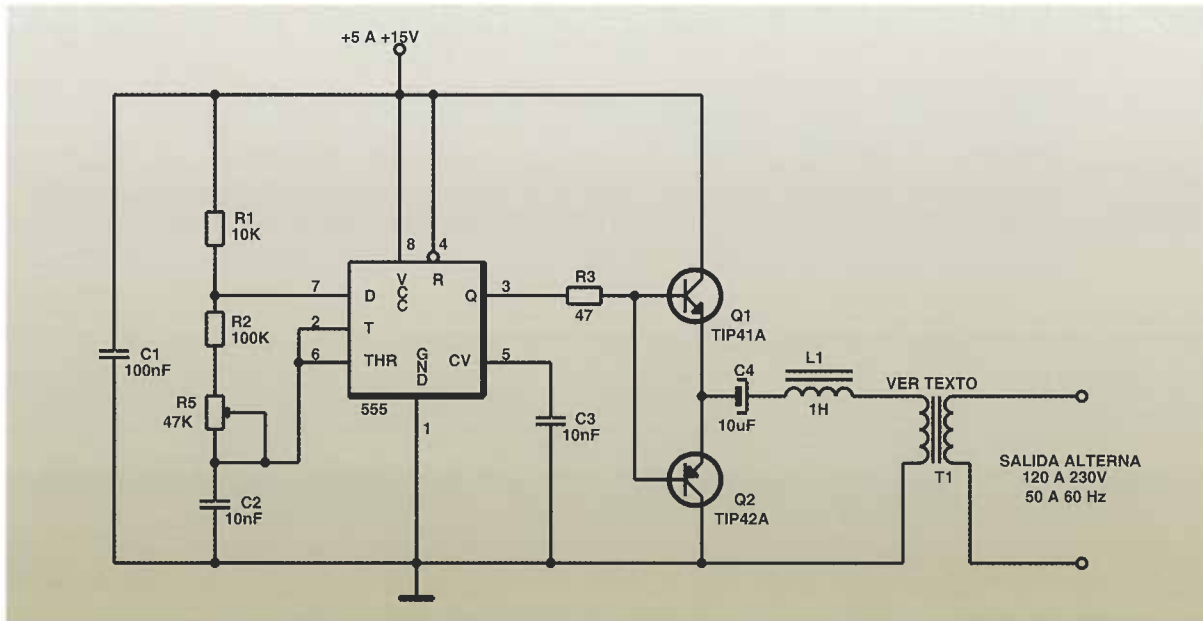 +5 A +15V
R1
10K
8
4
V
C
C
R
R3
7
D
Q
3
47
Q1
TIP41A
R2
100K
2
T
C1
100nF
6
THR
G
N
D
CV
5
L1
C4
VER TEXTO
R5
47K
555
1
C3
10nF
10uF
1H
C2
10nF
Q2
TIP42A
T1
SALIDA ALTERNA
120 A 230V
50 A 60 Hz